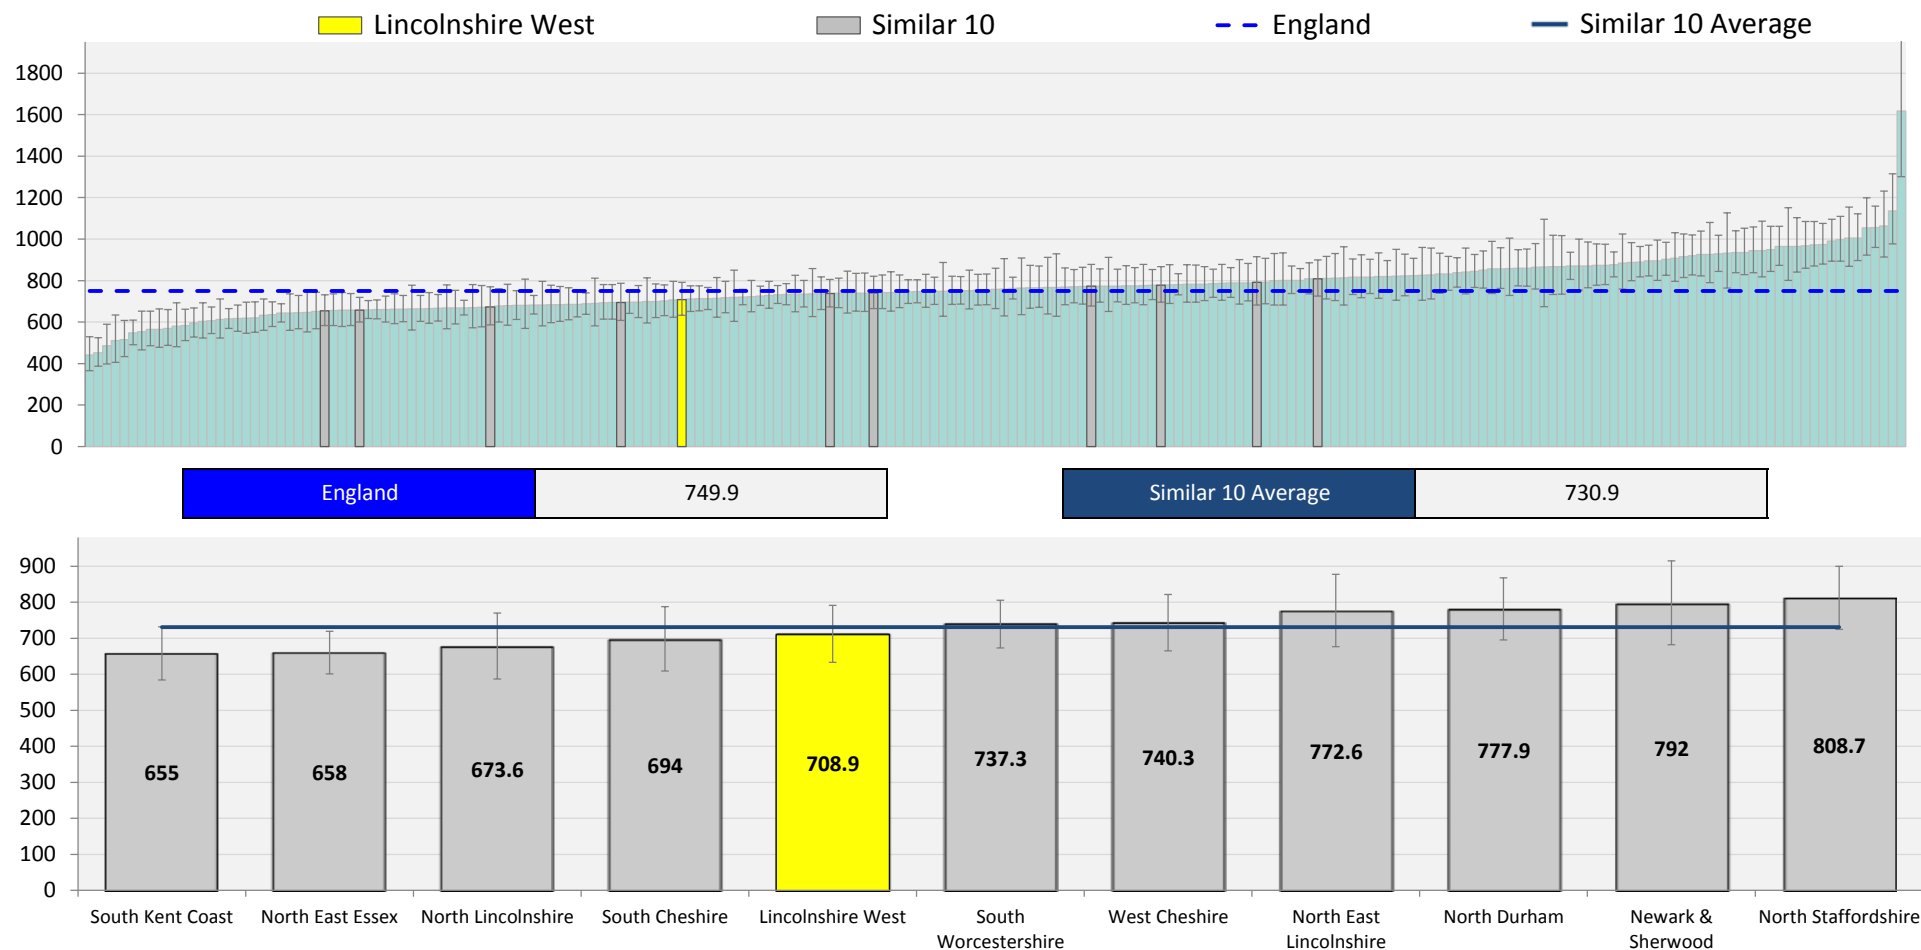 Lincolnshire West
Similar 10
England
Similar 10 Average
1800
1600
1400
1200
1000
800
600
400
200
0
England 749.9
Similar 10 Average 730.9
900
800
700
600
500
400
300
200
100
0
655
658
673.6
694
708.9
737.3
740.3
772.6
777.9
792
808.7
South Kent Coast
North East Essex
North Lincolnshire
South Cheshire
Lincolnshire West
South
Worcestershire
West Cheshire
North East
Lincolnshire
North Durham
Newark &
Sherwood
North Staffordshire